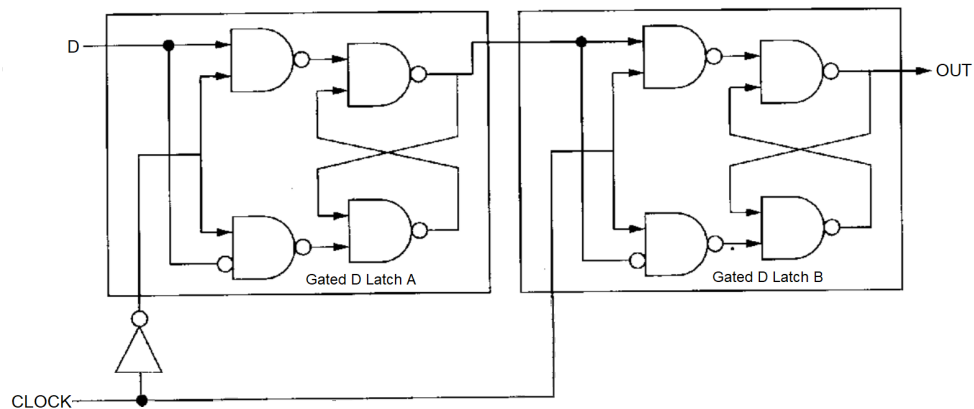 D
OUT
Gated D Latch A
Gated D Latch B
CLOCK